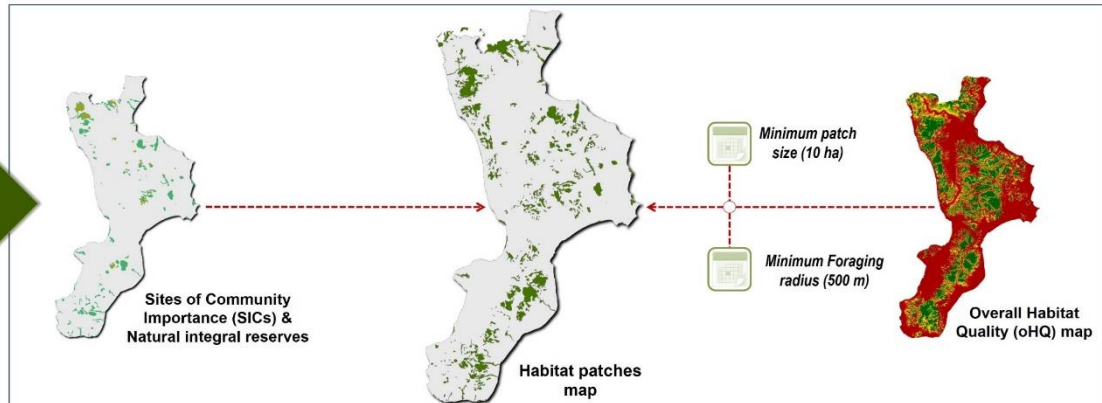 Sites of Community
Importance (SICs) &
Natural integral reserves
Habitat patches
map
Minimum patch
size (10 ha)
Minimum Foraging
radius (500 m)
Overall Habitat
Quality (oHQ) map